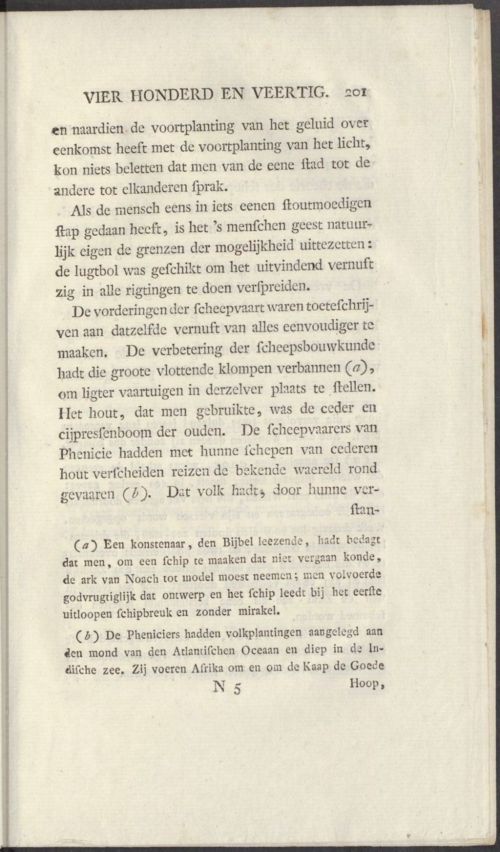 VIER HONDERD EN VEERTIG. 201
en naardien de voortplanting van het geluid over
eenkomst heeft met de voortplanting van het licht,
kon niets beletten dat men van de eene ſtad tot de
andere tot elkanderen ſprak.
Als de mensch eens in iets eenen ſtoutmoedigen
ſtap gedaan heeft, is het 's menſchen geest natuur-
lijk eigen de grenzen der mogelijkheid uittezetten:
de lugtbol was geſchikt om het uitvindend vernuft
zig in alle rigtingen te doen verſpreiden.
De vorderingen der ſcheepvaart waren toeteſchrij-
ven aan datzelfde vernuft van alles eenvoudiger te
maaken. De verbetering der ſcheepsbouwkunde
hadt die groote vlottende klompen verbannen (a),
om ligter vaartuigen in derzelver plaats te ſtellen.
Het hout, dat men gebruikte, was de ceder en
cijpresſenboom der ouden. De ſcheepvaarers van
Phenicie hadden met hunne ſchepen van cederen
hout verſcheiden reizen de bekende waereld rond
gevaaren (b). Dat volk hadt, door hunne ver-
ſtan-
(a) Een konstenaar, den Bijbel leezende, hadt bedagt
dat men, om een ſchip te maaken dat niet vergaan konde,
de ark van Noach tot model moest neemen; men volvoerde
godvrugtiglijk dat ontwerp en het ſchip leedt bij het eerſte
uitloopen ſchipbreuk en zonder mirakel.
(b) De Pheniciers hadden volkplantingen aangelegd aan
den mond van den Atlantiſchen Oceaan en diep in de In-
diſche zee. Zij voeren Afrika om en om de Kaap de Goede
N 5 Hoop,